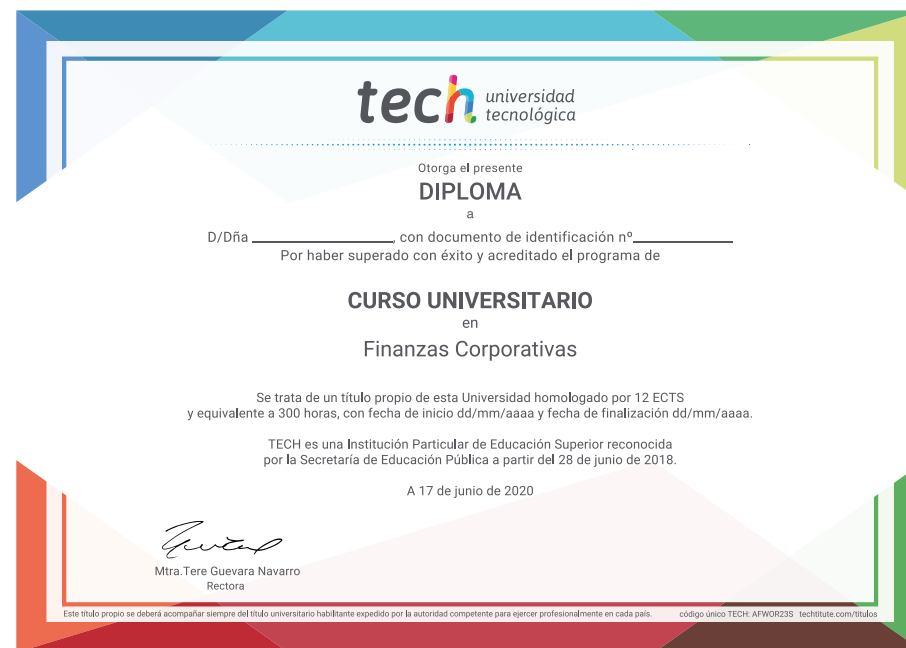 tech universidad
tecnológica
Otorga el presente
DIPLOMA
a
D/Dña ____________________, con documento de identificación nº______________
Por haber superado con éxito y acreditado el programa de
CURSO UNIVERSITARIO
en
Finanzas Corporativas
Se trata de un título propio de esta Universidad homologado por 12 ECTS
y equivalente a 300 horas, con fecha de inicio dd/mm/aaaa y fecha de finalización dd/mm/aaaa.
TECH es una Institución Particular de Educación Superior reconocida
por la Secretaría de Educación Pública a partir del 28 de junio de 2018.
A 17 de junio de 2020
Mtra.Tere Guevara Navarro
Rectora
Este título propio se deberá acompañar siempre del título universitario habilitante expedido por la autoridad competente para ejercer profesionalmente en cada país. código único TECH: AFWOR23S techtitute.com/titulos